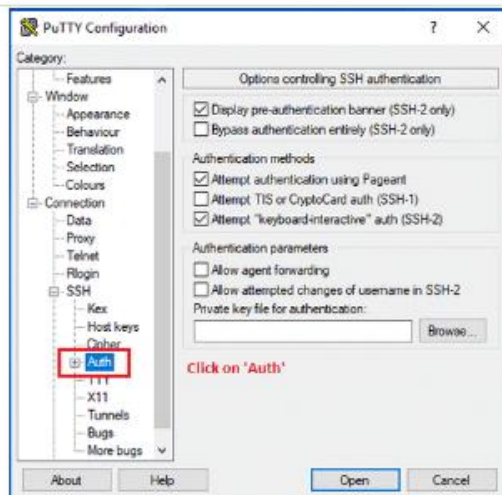 PuTTY Configuration
? ×
Category:
Features
Window
Appearance
Behaviour
Translation
Selection
Colours
Connection
Data
Proxy
Telnet
Rlogin
SSH
Kex
Host keys
Cipher
Auth
TTY
X11
Tunnels
Bugs
More bugs
Options controlling SSH authentication
Display pre-authentication banner (SSH-2 only)
Bypass authentication entirely (SSH-2 only)
Authentication methods
Attempt authentication using Pageant
Attempt TIS or CryptoCard auth (SSH-1)
Attempt "keyboard-interactive" auth (SSH-2)
Authentication parameters
Allow agent forwarding
Allow attempted changes of username in SSH-2
Private key file for authentication:
Browse...
Click on 'Auth'
About Help Open Cancel